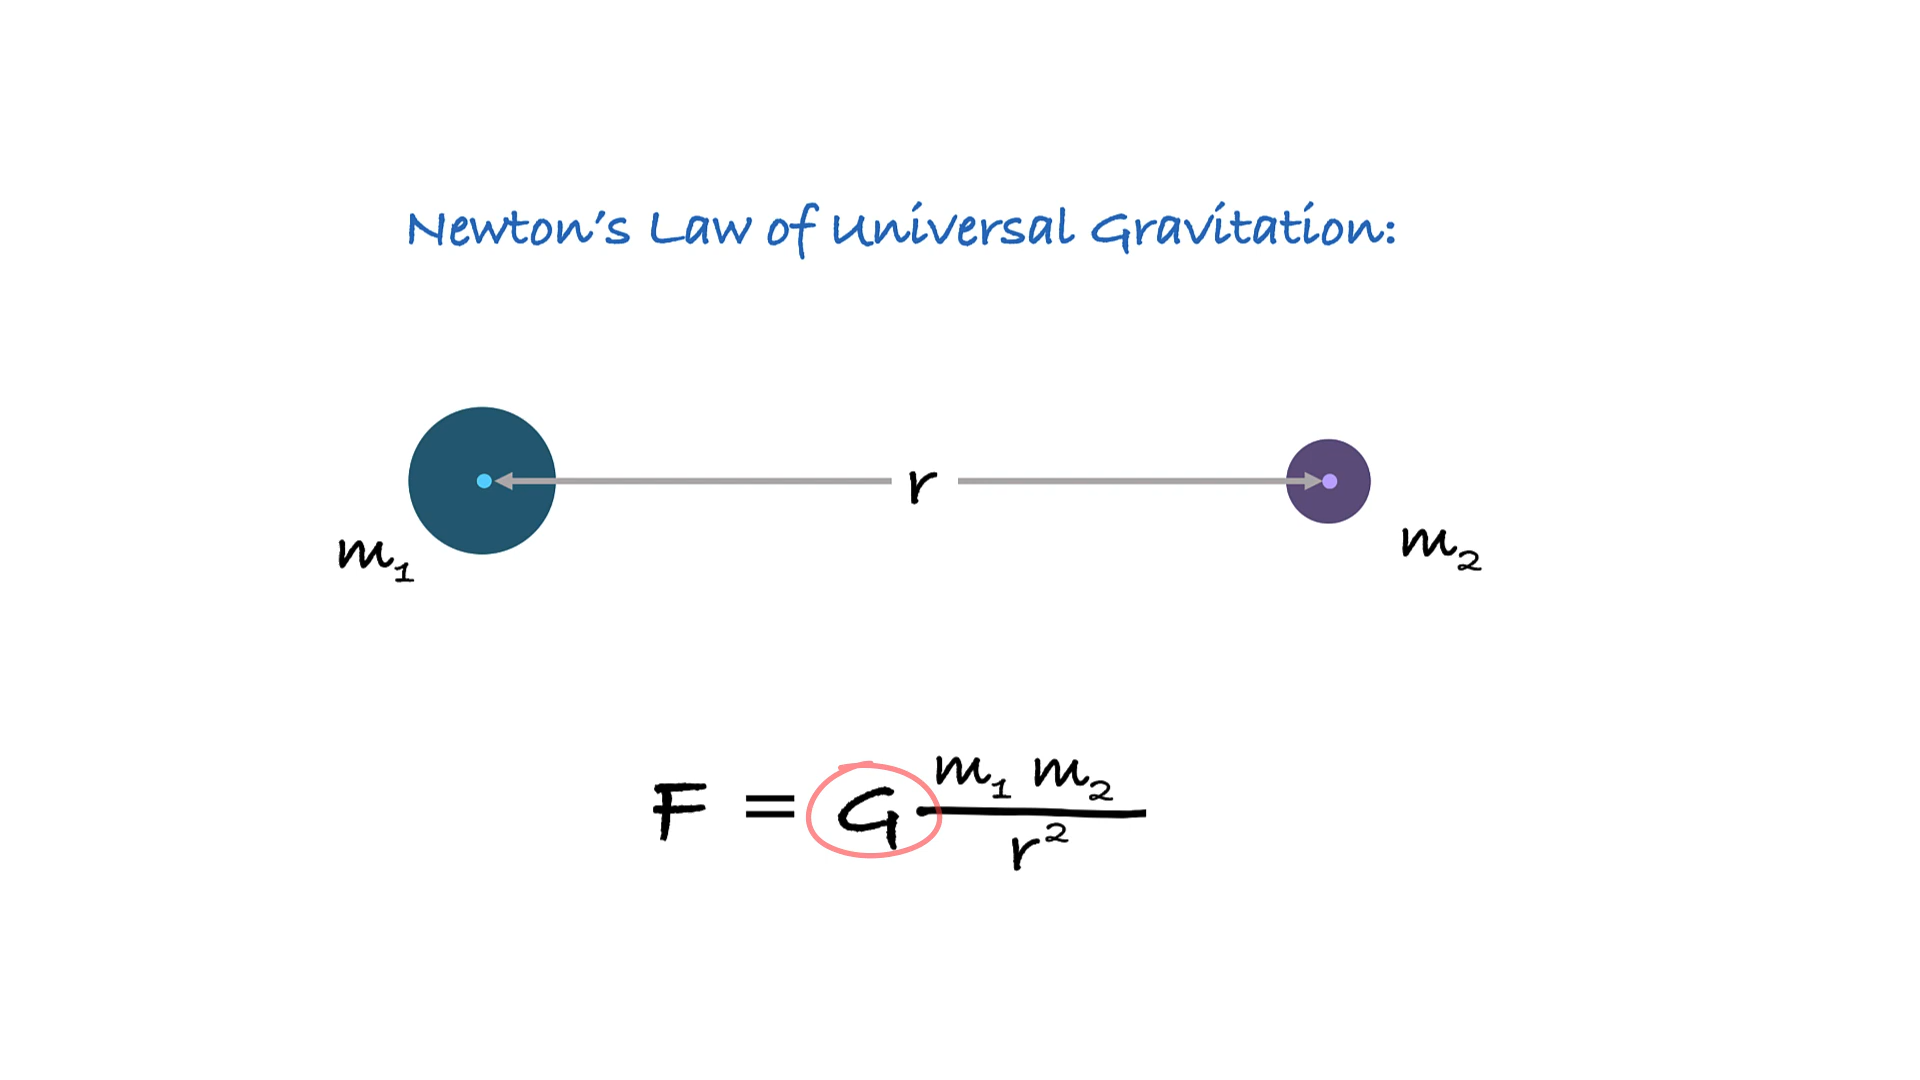 Newton's Law of Universal Gravitation:
r
m₁
m₂
F = G m₁ m₂ / r²